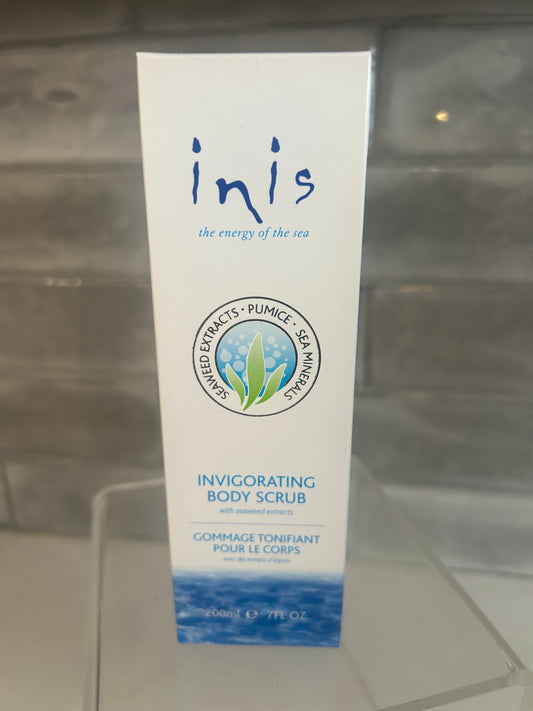 inis
the energy of the sea
SEAWEED EXTRACTS · PUMICE · SEA MINERALS
INVIGORATING
BODY SCRUB
with seaweed extracts
GOMMAGE TONIFIANT
POUR LE CORPS
avec des extraits d'algues
200ml ℮ 7FL OZ